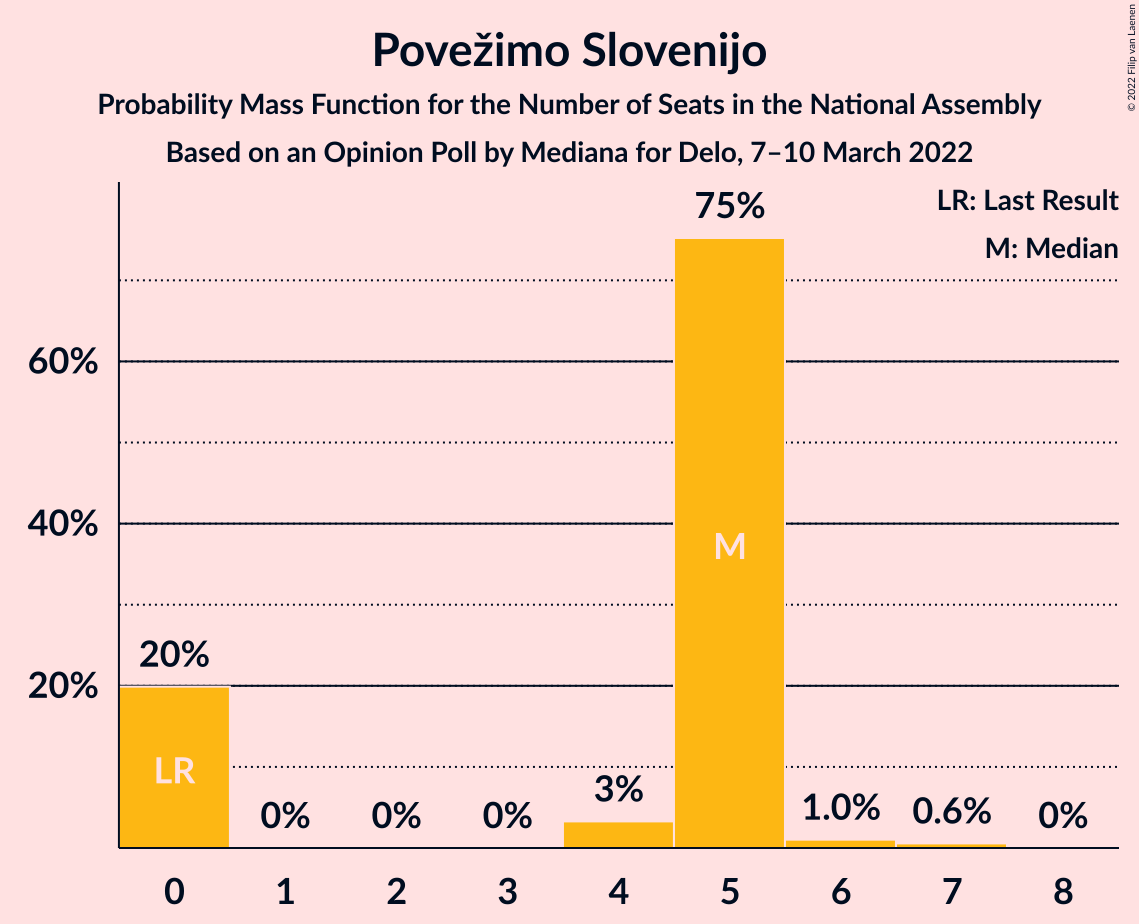 Povežimo Slovenijo
Probability Mass Function for the Number of Seats in the National Assembly
Based on an Opinion Poll by Mediana for Delo, 7–10 March 2022
© 2022 Filip van Laenen
LR: Last Result
M: Median
75%
60%
40%
20%
M
20%
LR
0%
0%
0%
3%
1.0%
0.6%
0%
0 1 2 3 4 5 6 7 8